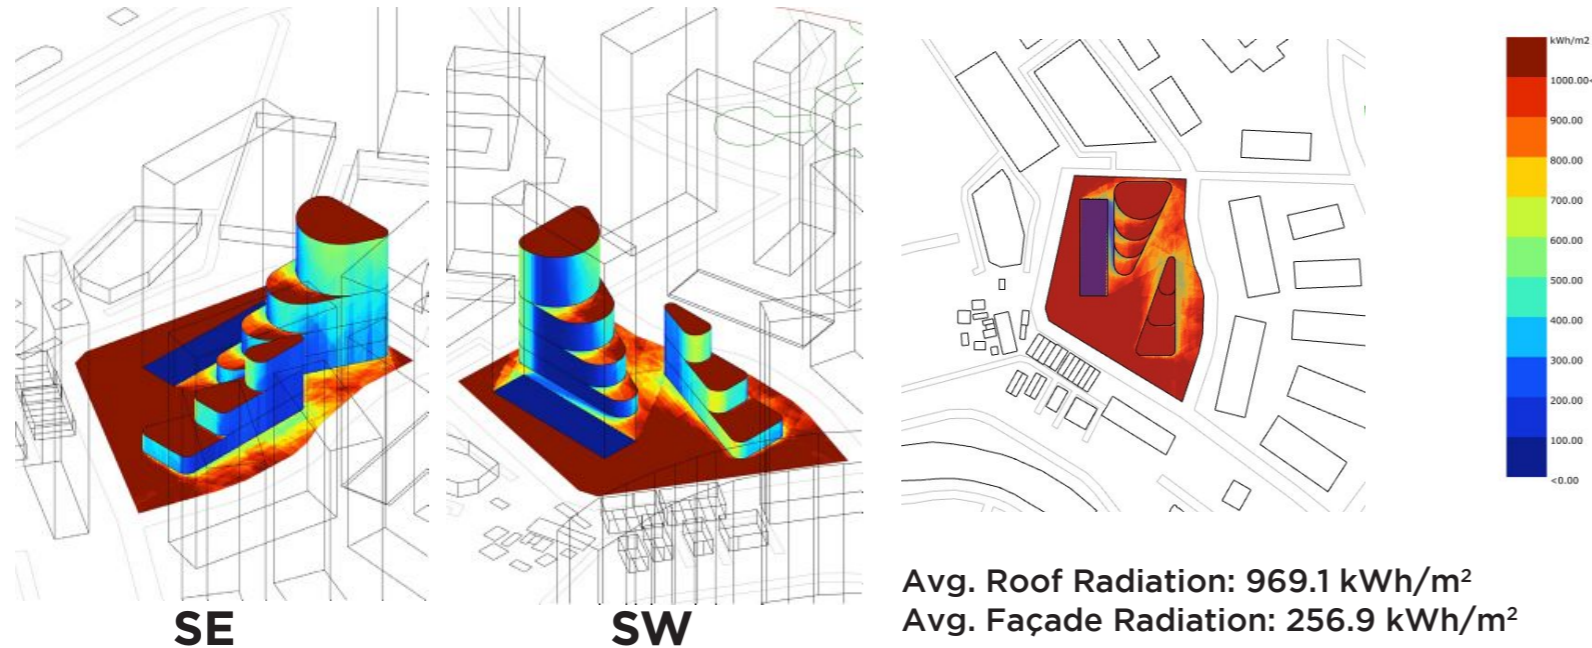 SE
SW
kWh/m2
1000.00<
900.00
800.00
700.00
600.00
500.00
400.00
300.00
200.00
100.00
<0.00
Avg. Roof Radiation: 969.1 kWh/m²
Avg. Façade Radiation: 256.9 kWh/m²